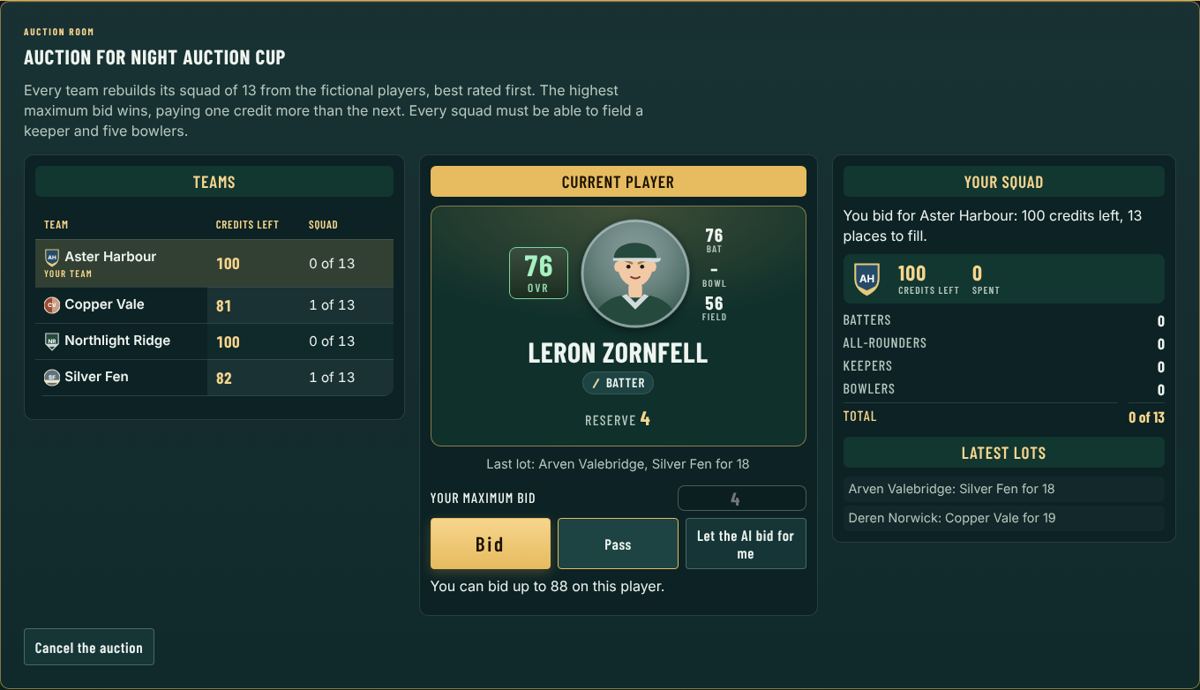 AUCTION ROOM
AUCTION FOR NIGHT AUCTION CUP
Every team rebuilds its squad of 13 from the fictional players, best rated first. The highest
maximum bid wins, paying one credit more than the next. Every squad must be able to field a
keeper and five bowlers.
TEAMS
TEAM CREDITS LEFT SQUAD
AH Aster Harbour 100 0 of 13
YOUR TEAM
Copper Vale 81 1 of 13
NR Northlight Ridge 100 0 of 13
SF Silver Fen 82 1 of 13
CURRENT PLAYER
76
OVR
76
BAT
-
BOWL
56
FIELD
LERON ZORNFELL
BATTER
RESERVE 4
Last lot: Arven Valebridge, Silver Fen for 18
YOUR MAXIMUM BID 4
Bid
Pass
Let the AI bid for
me
You can bid up to 88 on this player.
YOUR SQUAD
You bid for Aster Harbour: 100 credits left, 13
places to fill.
AH
100 0
CREDITS LEFT SPENT
BATTERS 0
ALL-ROUNDERS 0
KEEPERS 0
BOWLERS 0
TOTAL 0 of 13
LATEST LOTS
Arven Valebridge: Silver Fen for 18
Deren Norwick: Copper Vale for 19
Cancel the auction